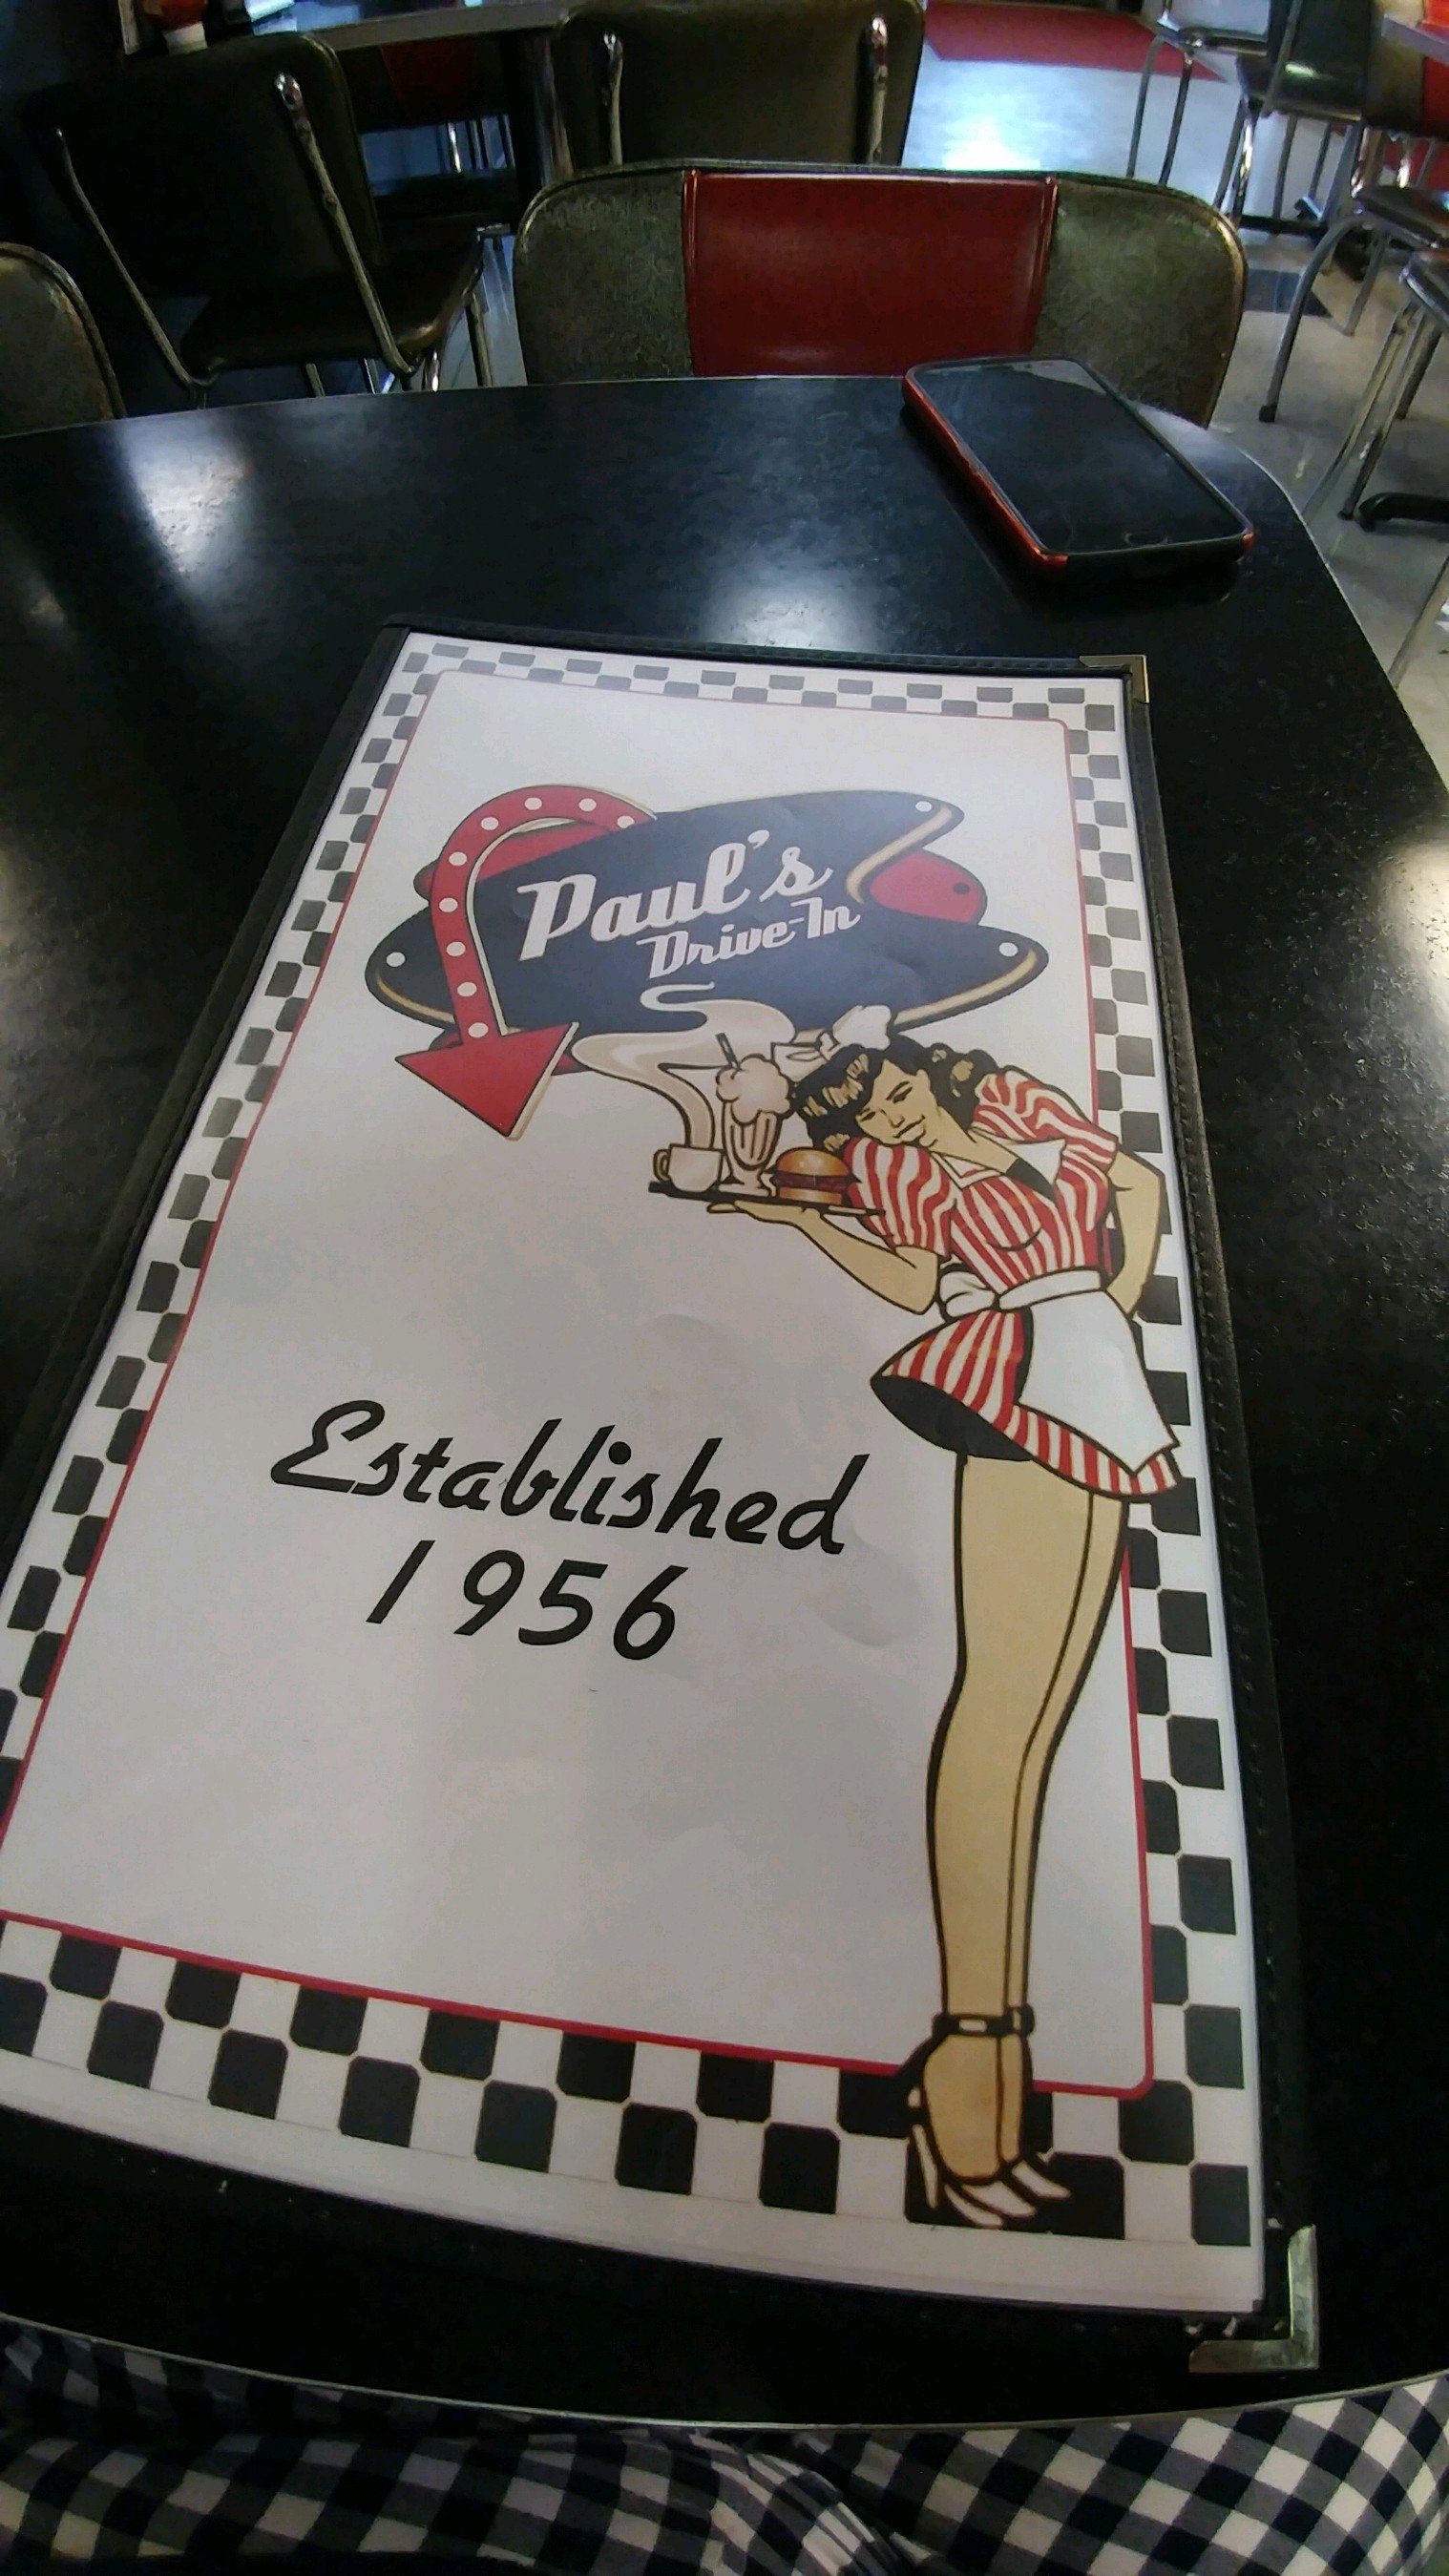 Paul's
Drive-In
Established
1956